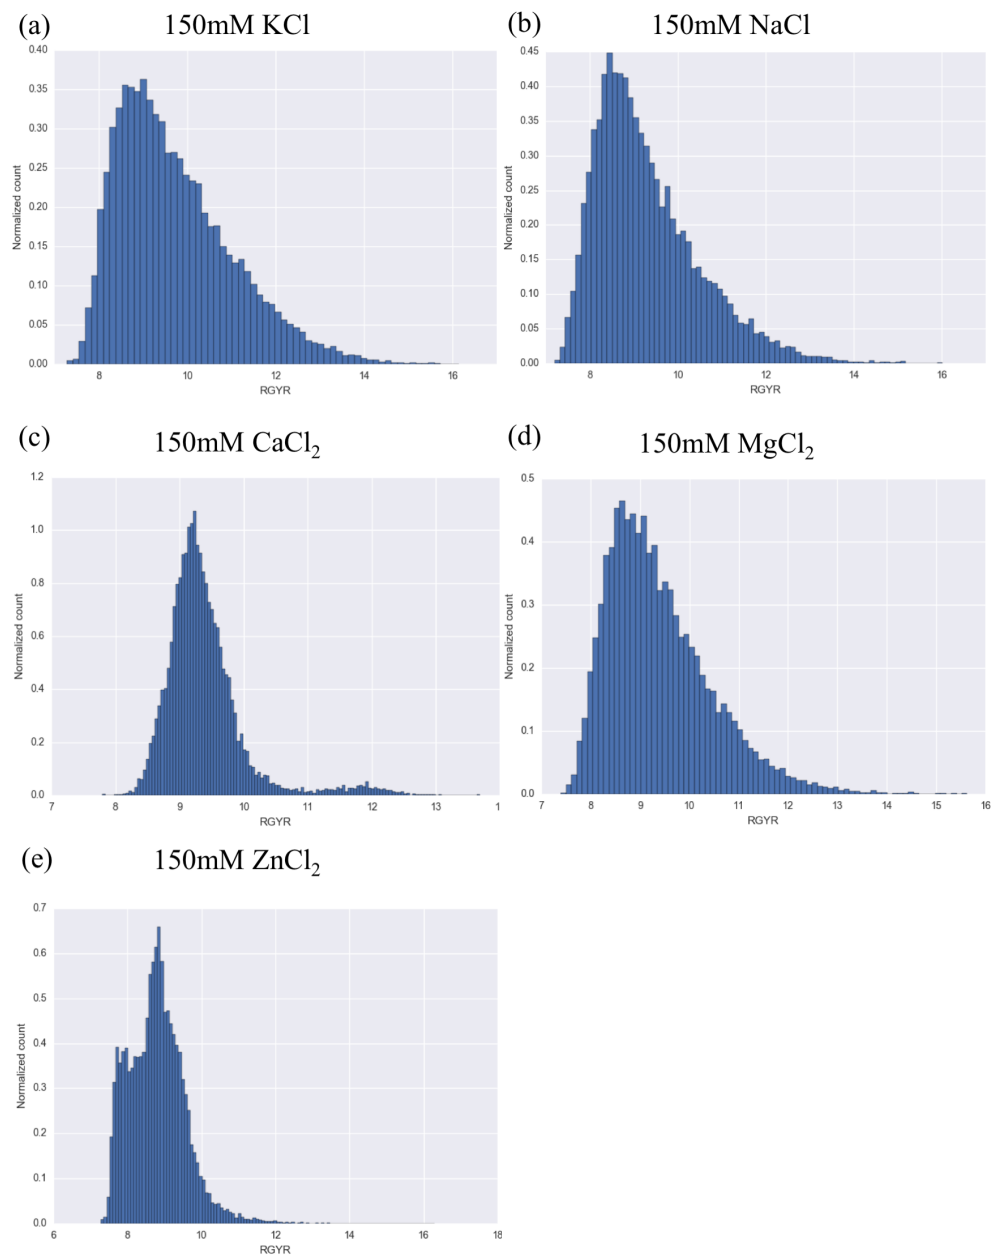 (a) 150mM KCl
0.40
0.35
0.30
0.25
0.20
0.15
0.10
0.05
0.00
Normalized count
8 10 12 14 16
RGYR
(b) 150mM NaCl
0.45
0.40
0.35
0.30
0.25
0.20
0.15
0.10
0.05
0.00
Normalized count
8 10 12 14 16
RGYR
(c) 150mM CaCl₂
1.2
1.0
0.8
0.6
0.4
0.2
0.0
Normalized count
7 8 9 10 11 12 13 1
RGYR
(d) 150mM MgCl₂
0.5
0.4
0.3
0.2
0.1
0.0
Normalized count
7 8 9 10 11 12 13 14 15 16
RGYR
(e) 150mM ZnCl₂
0.7
0.6
0.5
0.4
0.3
0.2
0.1
0.0
Normalized count
6 8 10 12 14 16 18
RGYR